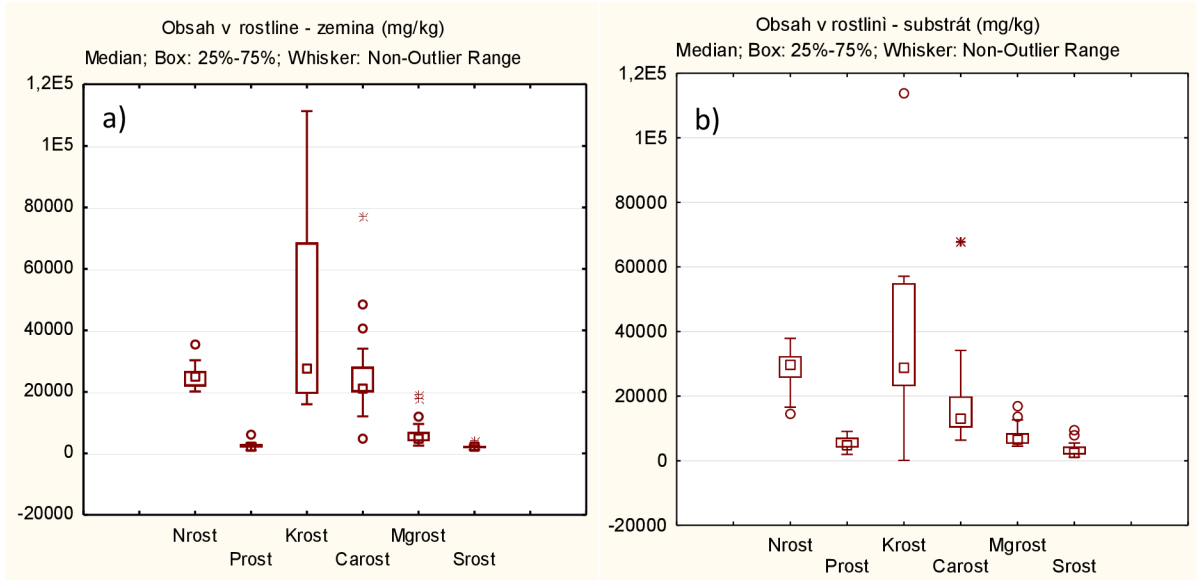 Obsah v rostline - zemina (mg/kg)
Median; Box: 25%-75%; Whisker: Non-Outlier Range
1,2E5
a)
1E5
80000
60000
40000
20000
0
-20000
Nrost
Krost
Mgrost
Prost
Carost
Srost
Obsah v rostlinì - substrát (mg/kg)
Median; Box: 25%-75%; Whisker: Non-Outlier Range
1,2E5
b)
1E5
80000
60000
40000
20000
0
-20000
Nrost
Krost
Mgrost
Prost
Carost
Srost